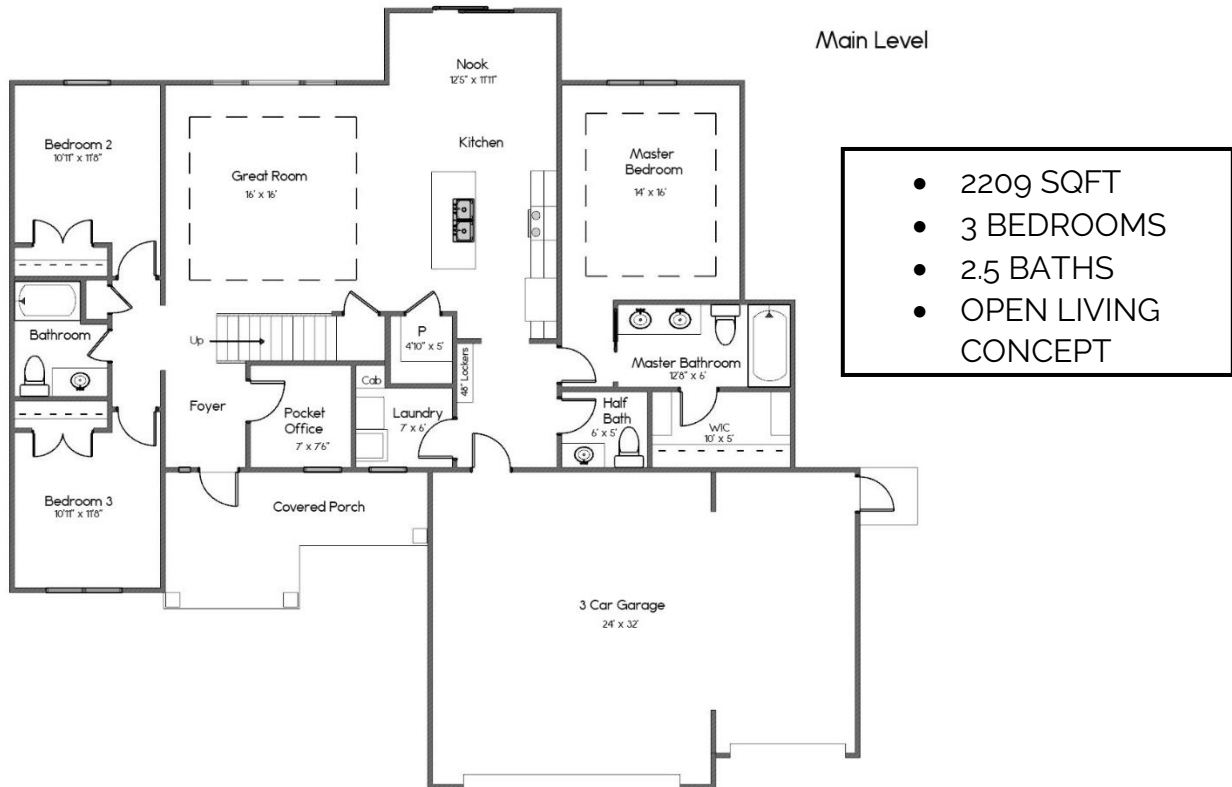 Main Level
Nook
12'5" x 11'11"
Bedroom 2
10'11" x 11'8"
Great Room
16' x 16'
Kitchen
Master
Bedroom
14' x 16'
• 2209 SQFT
• 3 BEDROOMS
• 2.5 BATHS
• OPEN LIVING
CONCEPT
Bathroom
Up
P
4'10" x 5'
48" Lockers
Master Bathroom
12'8" x 6'
Cab
Foyer
Pocket
Office
7' x 7'6"
Laundry
7' x 6'
Half
Bath
6' x 5'
WIC
10' x 5'
Bedroom 3
10'11" x 11'8"
Covered Porch
3 Car Garage
24' x 32'